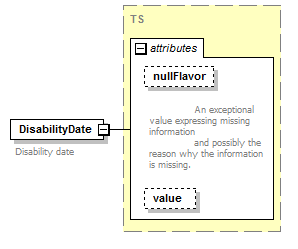 TS
attributes
nullFlavor
An exceptional
value expressing missing
information
and possibly the
reason why the information
is missing.
DisabilityDate
Disability date
value